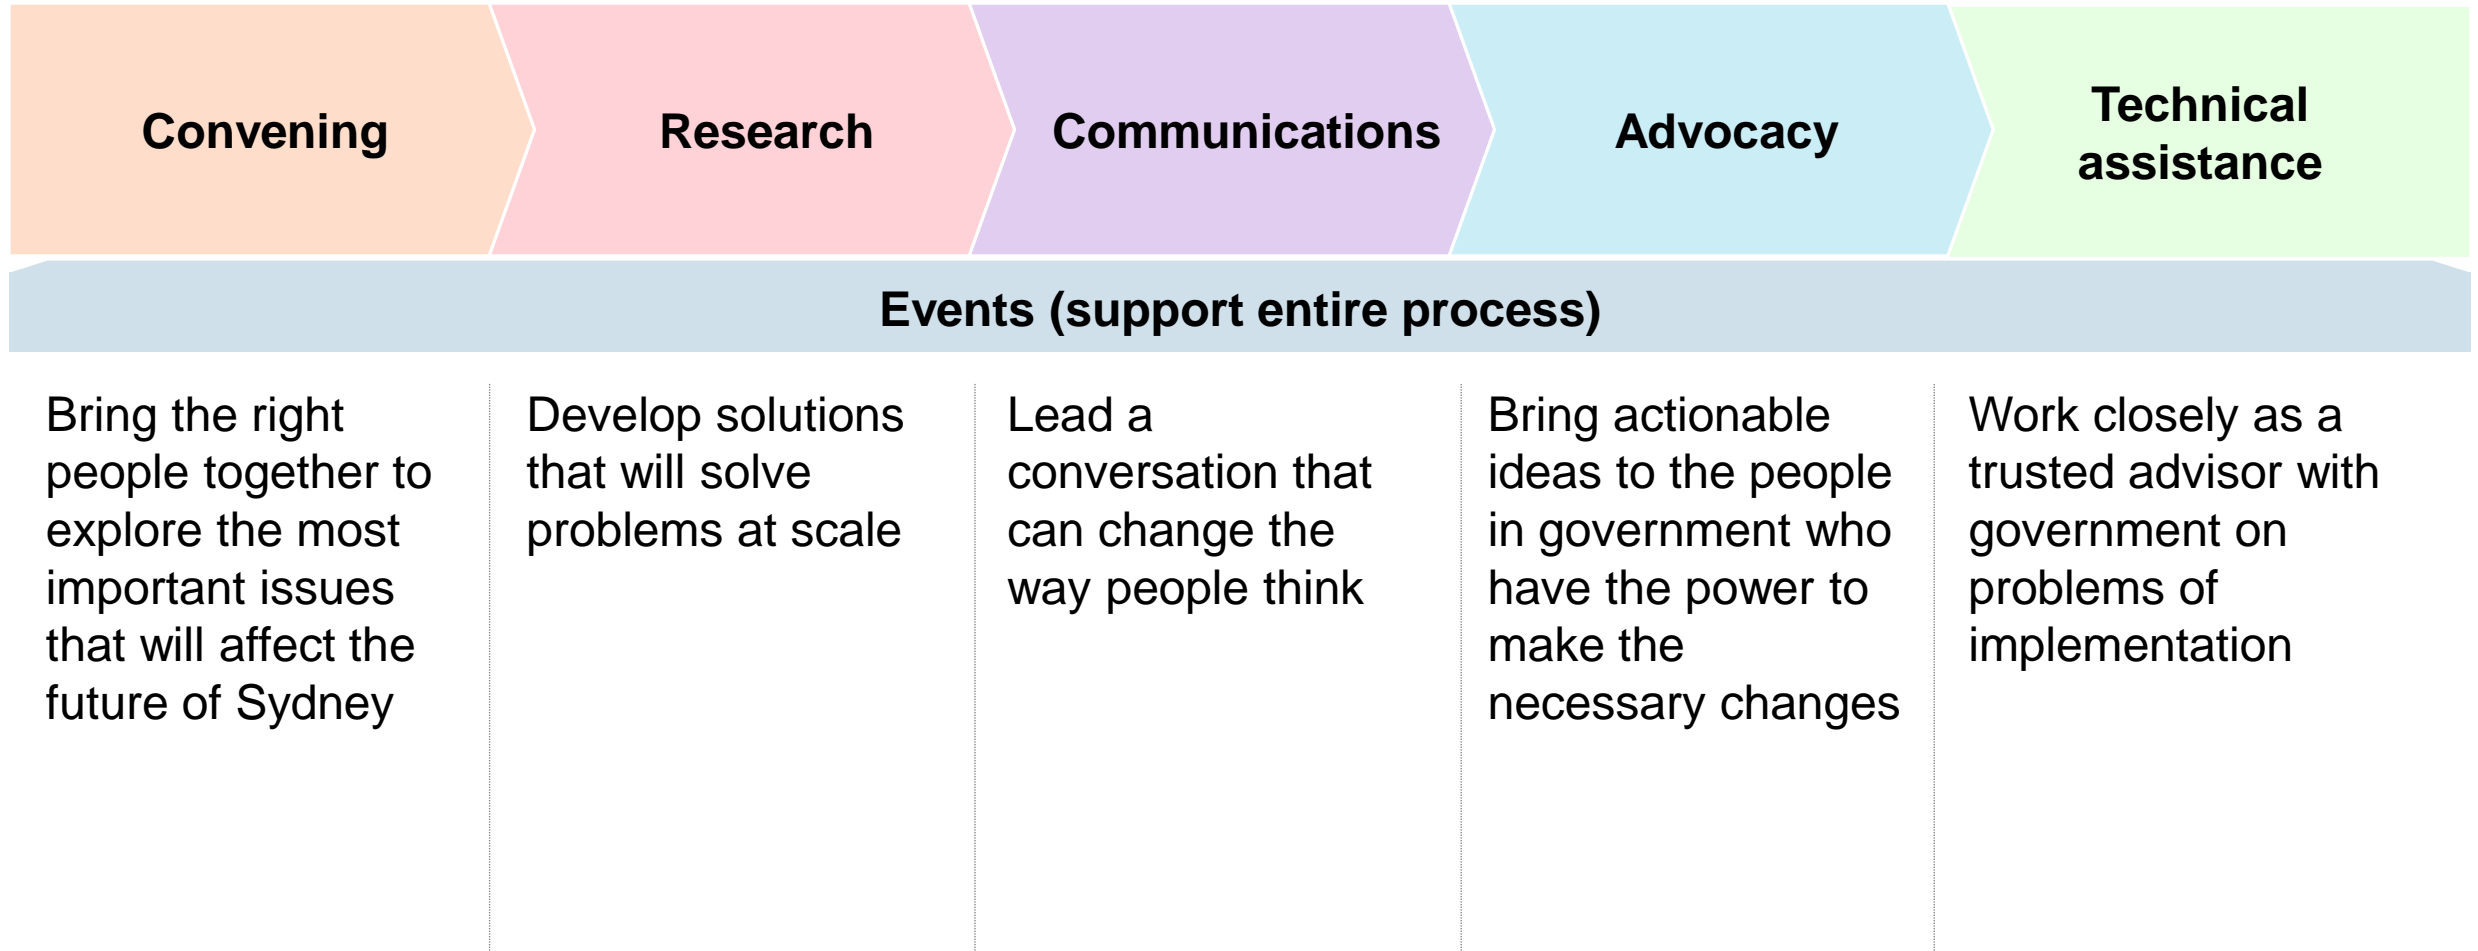 Convening
Research
Communications
Advocacy
Technical
assistance
Events (support entire process)
Bring the right
people together to
explore the most
important issues
that will affect the
future of Sydney
Develop solutions
that will solve
problems at scale
Lead a
conversation that
can change the
way people think
Bring actionable
ideas to the people
in government who
have the power to
make the
necessary changes
Work closely as a
trusted advisor with
government on
problems of
implementation